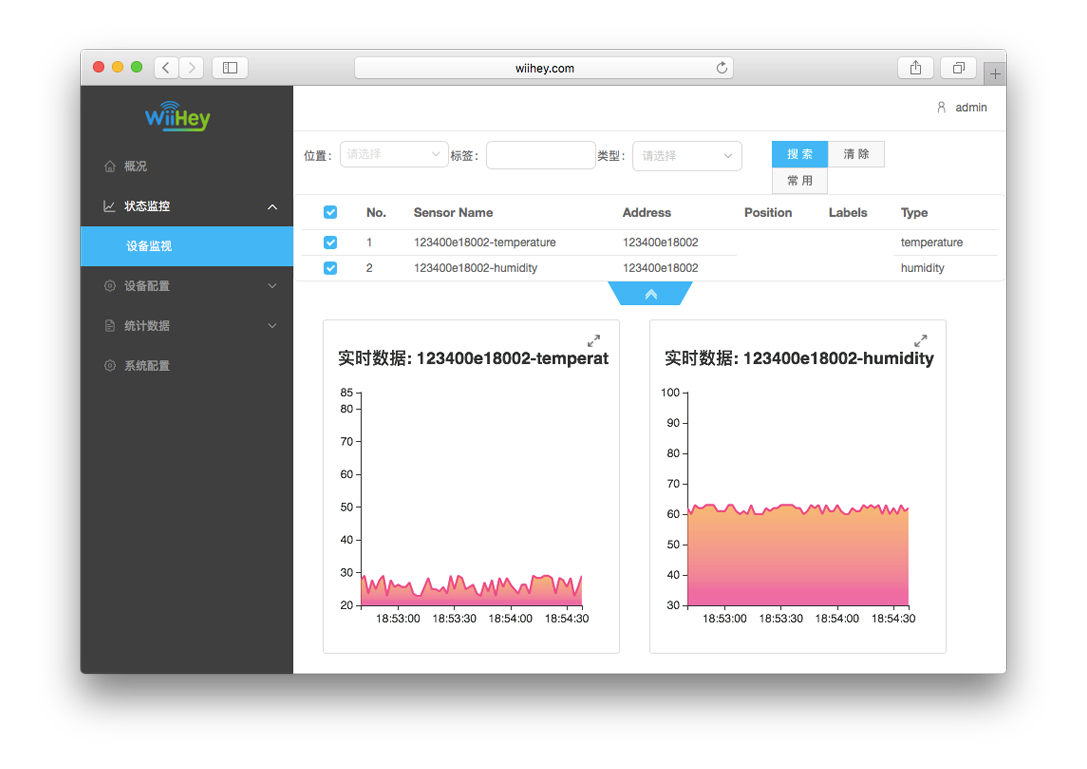 wiihey.com
WiiHey
admin
概况
状态监控
设备监视
设备配置
统计数据
系统配置
位置： 请选择 标签： 类型： 请选择 搜 索 清 除
常 用
No. Sensor Name Address Position Labels Type
1 123400e18002-temperature 123400e18002 temperature
2 123400e18002-humidity 123400e18002 humidity
实时数据: 123400e18002-temperat
85
80
70
60
50
40
30
20
18:53:00 18:53:30 18:54:00 18:54:30
实时数据: 123400e18002-humidity
100
90
80
70
60
50
40
30
18:53:00 18:53:30 18:54:00 18:54:30